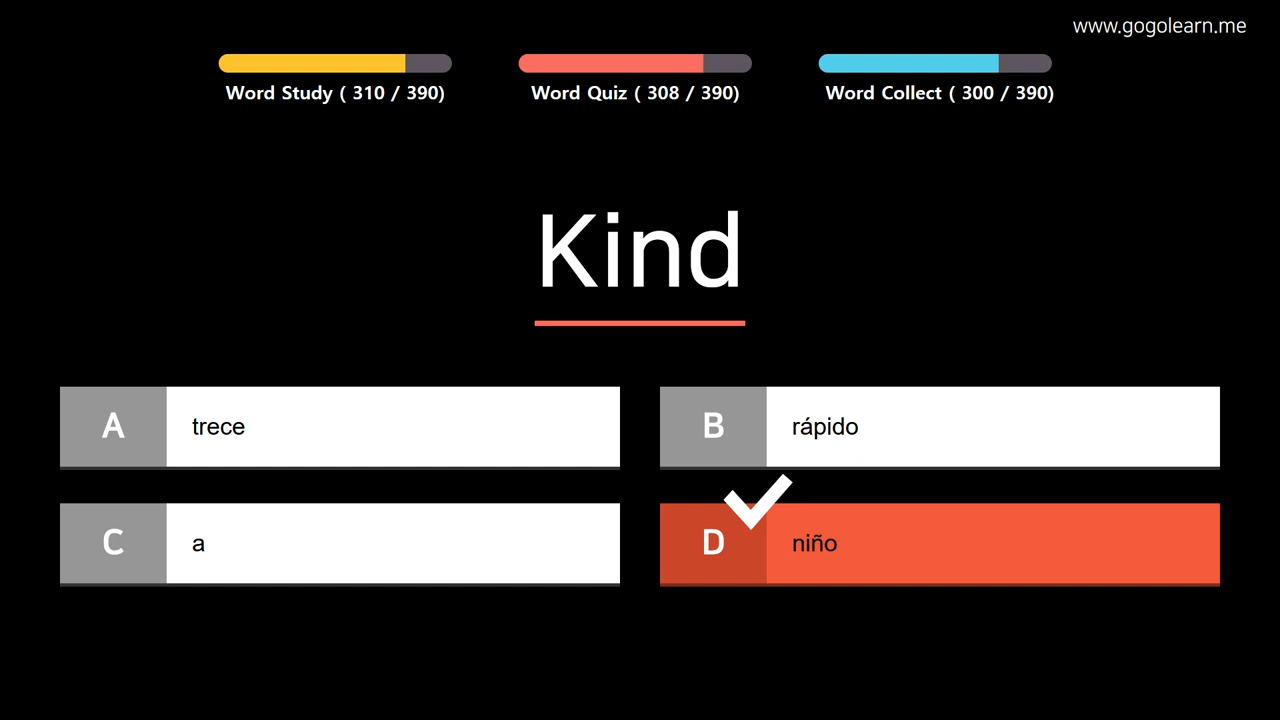 www.gogolearn.me
Word Study ( 310 / 390)
Word Quiz ( 308 / 390)
Word Collect ( 300 / 390)
Kind
A trece
B rápido
C a
D niño